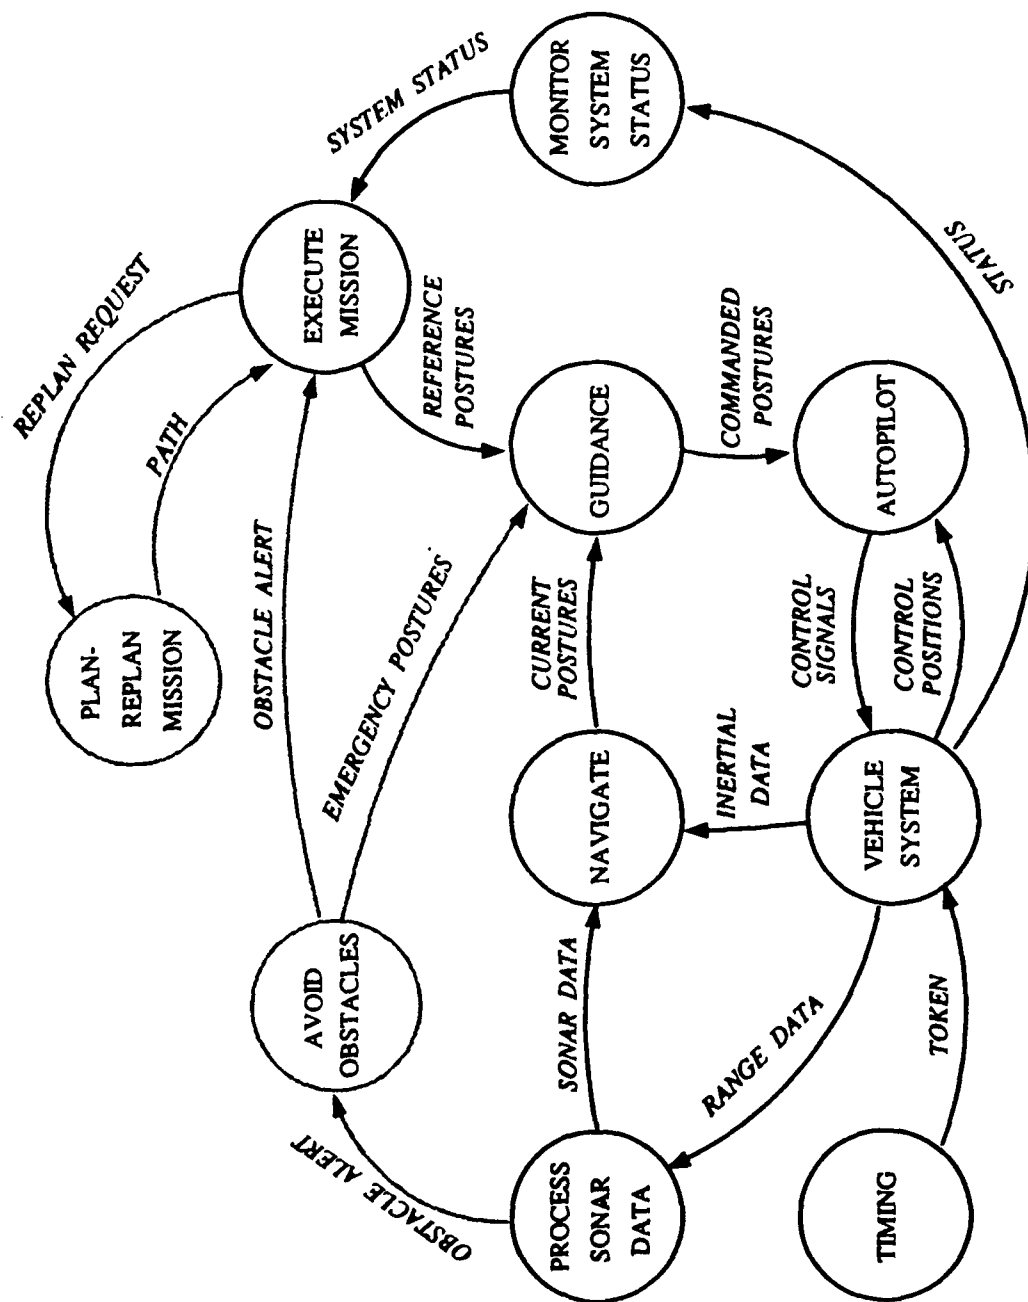 PLAN-
REPLAN
MISSION
REPLAN REQUEST
PATH
EXECUTE
MISSION
SYSTEM STATUS
MONITOR
SYSTEM
STATUS
OBSTACLE ALERT
AVOID
OBSTACLES
EMERGENCY POSTURES
REFERENCE
POSTURES
OBSTACLE ALERT
PROCESS
SONAR
DATA
SONAR DATA
NAVIGATE
CURRENT
POSTURES
GUIDANCE
COMMANDED
POSTURES
INERTIAL
DATA
RANGE DATA
TIMING
TOKEN
VEHICLE
SYSTEM
CONTROL
SIGNALS
CONTROL
POSITIONS
AUTOPILOT
STATUS